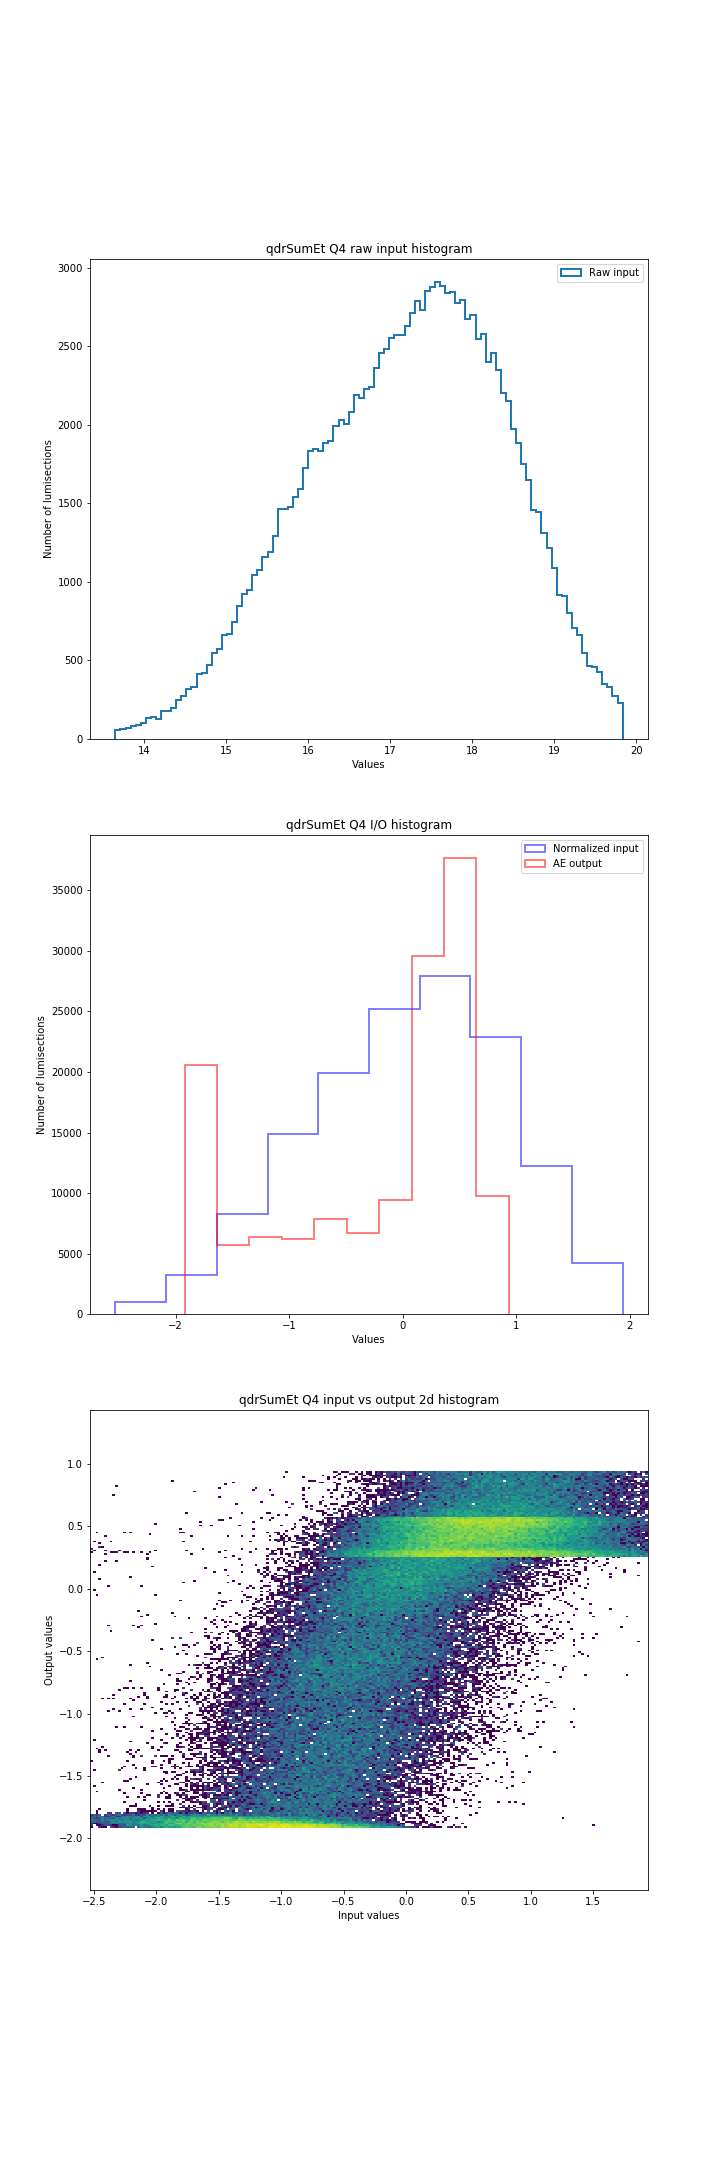 qdrSumEt Q4 raw input histogram
Raw input
3000
2500
2000
1500
1000
500
0
Number of lumisections
14 15 16 17 18 19 20
Values
qdrSumEt Q4 I/O histogram
Normalized input
AE output
35000
30000
25000
20000
15000
10000
5000
0
Number of lumisections
−2 −1 0 1 2
Values
qdrSumEt Q4 input vs output 2d histogram
1.0
0.5
0.0
−0.5
−1.0
−1.5
−2.0
Output values
−2.5 −2.0 −1.5 −1.0 −0.5 0.0 0.5 1.0 1.5
Input values